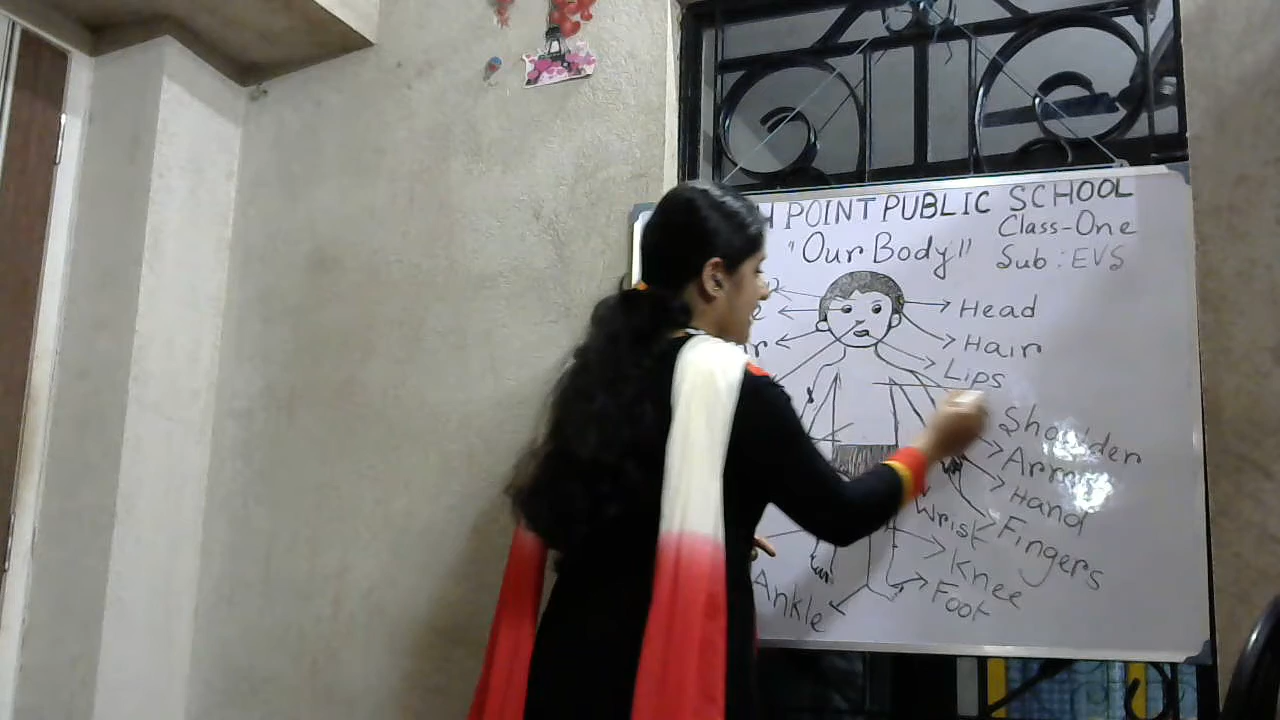 POINT PUBLIC SCHOOL
Class-One
"Our Body"
Sub : EVS
Head
Hair
Lips
Shoulder
Arm
Hand
Fingers
Wrist
Knee
Foot
Ankle